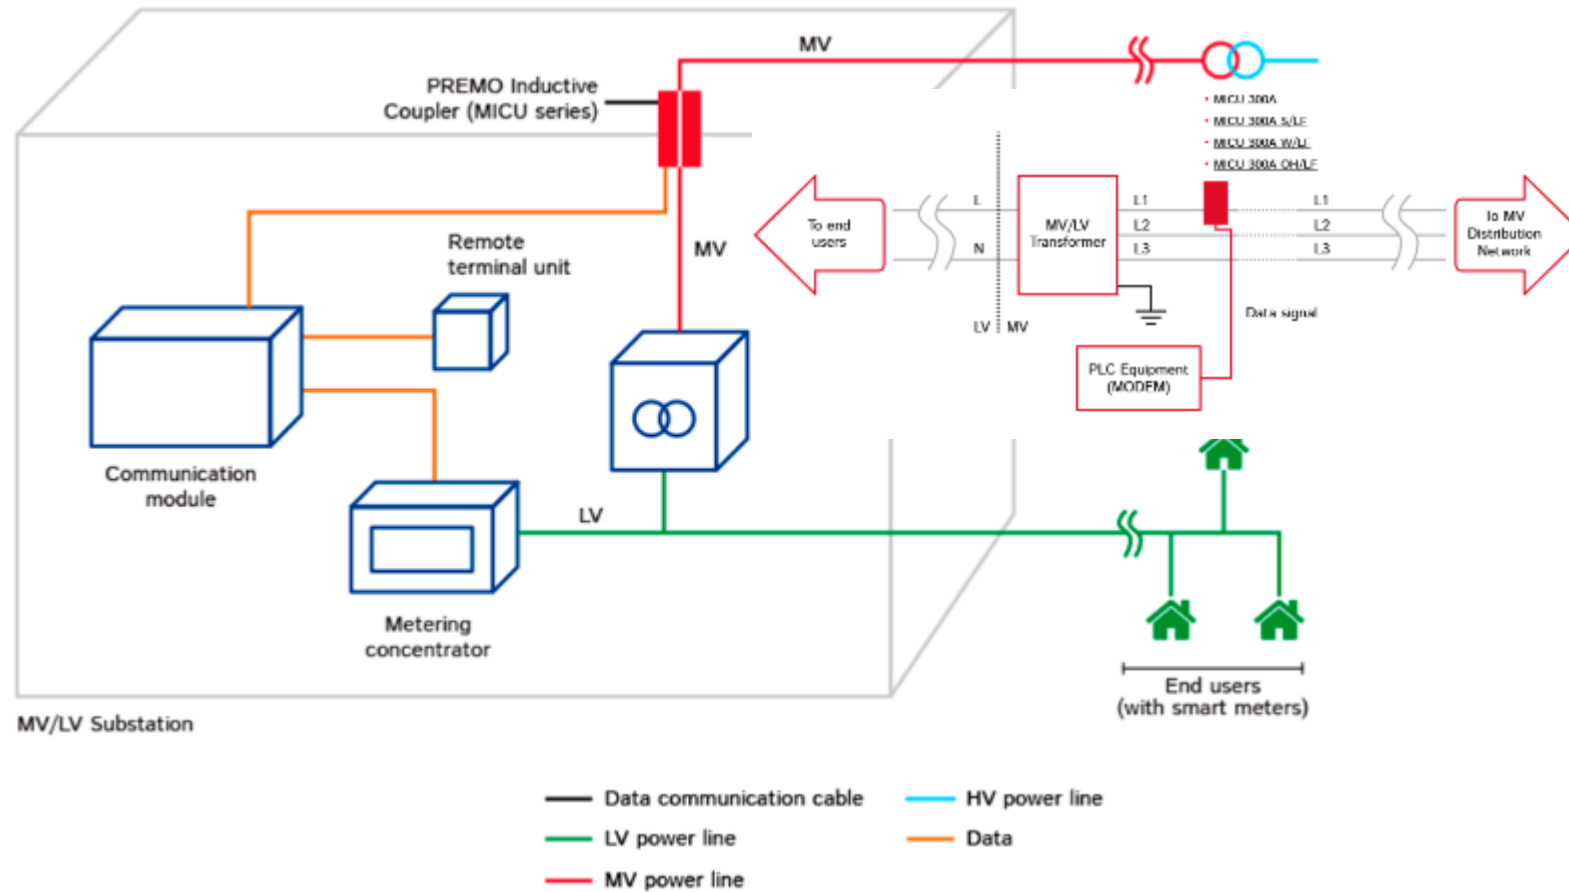 MV
PREMO Inductive
Coupler (MICU series)
• MICU 300A
• MICU 300A S/LF
• MICU 300A W/LF
• MICU 300A OH/LF
L
N
To end
users
MV/LV
Transformer
L1
L2
L3
L1
L2
L3
To MV
Distribution
Network
LV
MV
Data signal
PLC Equipment
(MODEM)
MV
Remote
terminal unit
Communication
module
LV
Metering
concentrator
End users
(with smart meters)
MV/LV Substation
Data communication cable
HV power line
LV power line
Data
MV power line